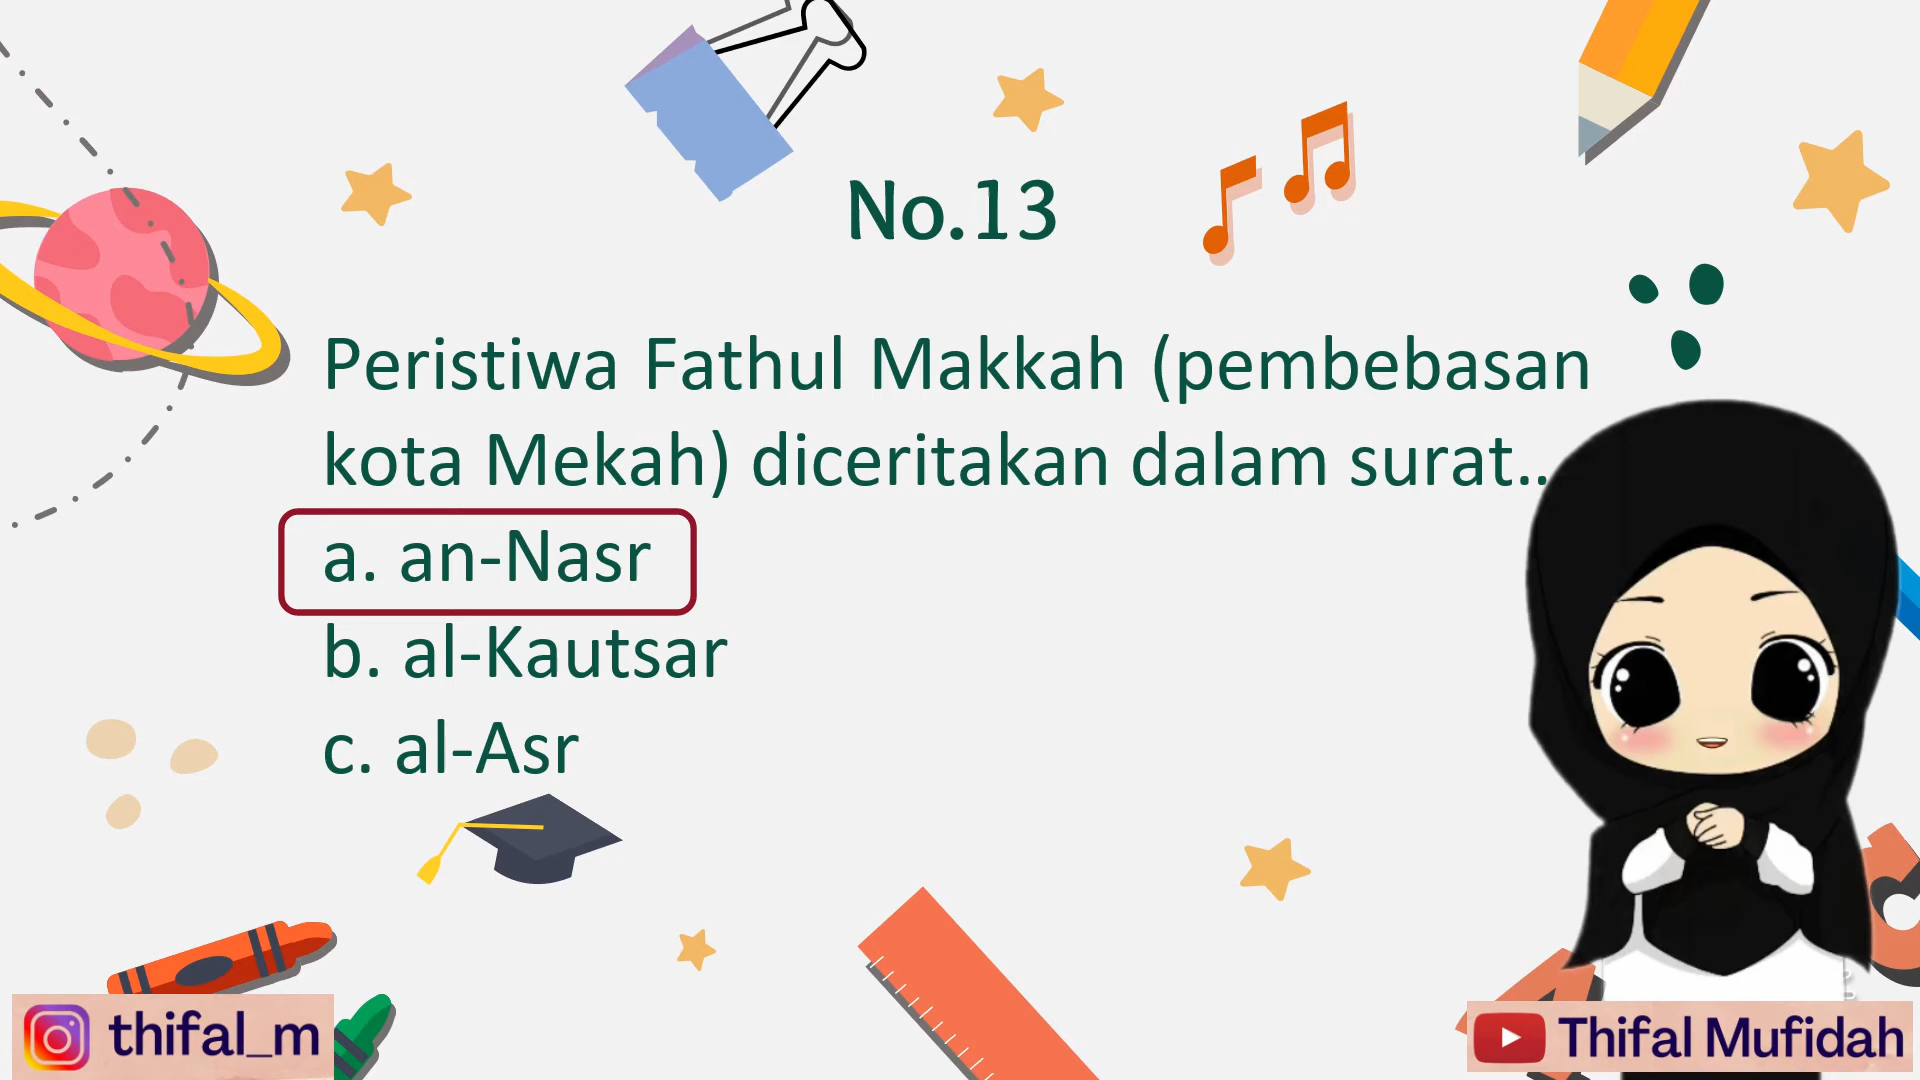 No.13
Peristiwa Fathul Makkah (pembebasan
kota Mekah) diceritakan dalam surat..
a. an-Nasr
b. al-Kautsar
c. al-Asr
thifal_m
Thifal Mufidah